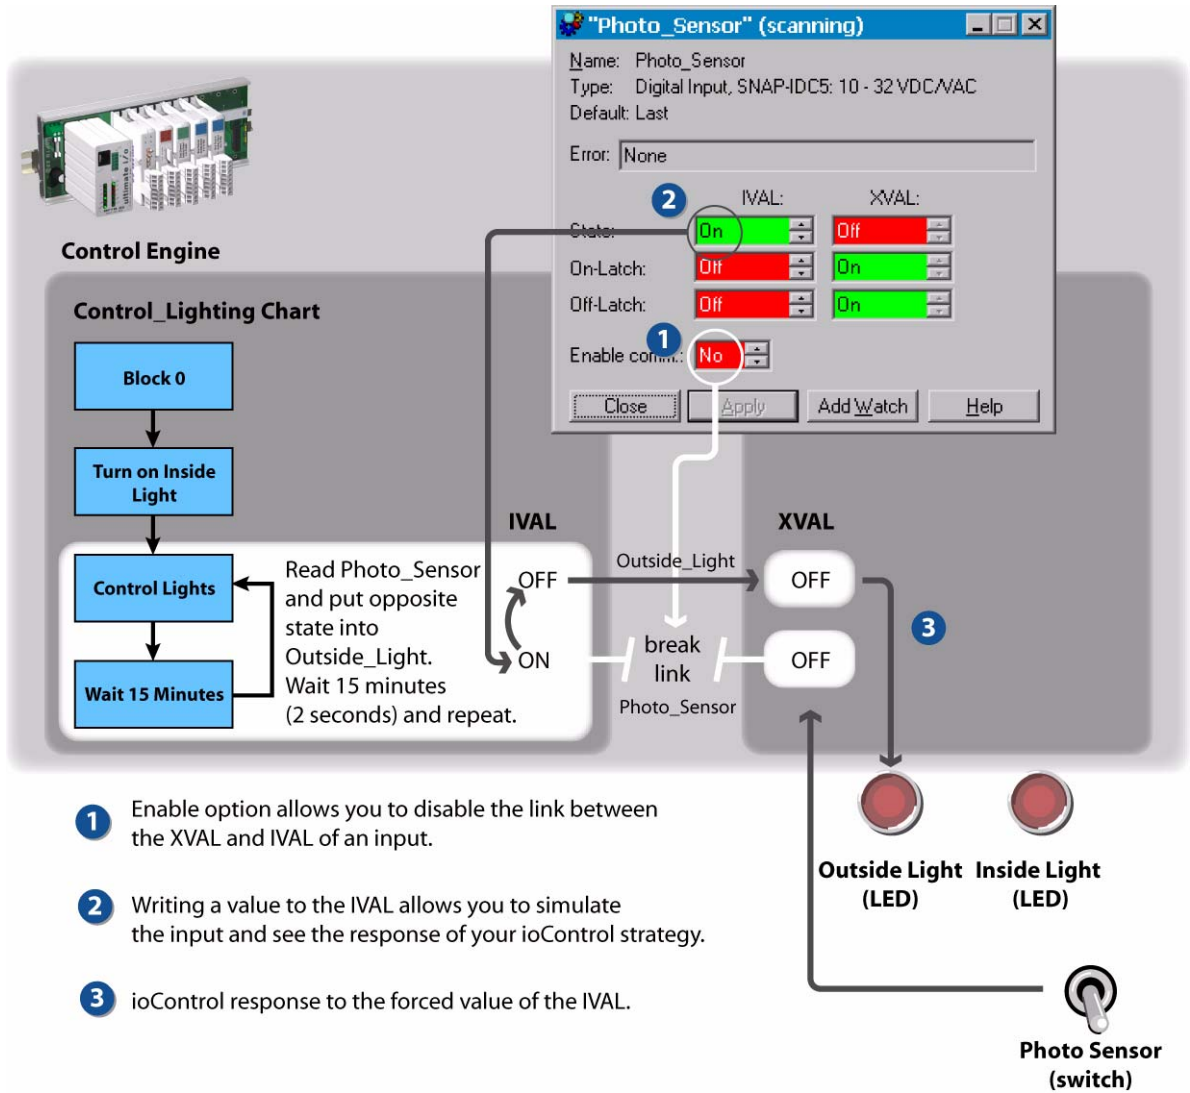 "Photo_Sensor" (scanning)
Name: Photo_Sensor
Type: Digital Input, SNAP-IDC5: 10 - 32 VDC/VAC
Default: Last
Error: None
2
IVAL: XVAL:
State: On Off
On-Latch: Off On
Off-Latch: Off On
1
Enable comm.: No
Close Apply Add Watch Help
ultimate I/O
Control Engine
Control_Lighting Chart
Block 0
Turn on Inside
Light
Control Lights
Wait 15 Minutes
Read Photo_Sensor
and put opposite
state into
Outside_Light.
Wait 15 minutes
(2 seconds) and repeat.
IVAL
OFF
ON
Outside_Light
break
link
Photo_Sensor
XVAL
OFF
OFF
3
1 Enable option allows you to disable the link between
the XVAL and IVAL of an input.
2 Writing a value to the IVAL allows you to simulate
the input and see the response of your ioControl strategy.
3 ioControl response to the forced value of the IVAL.
Outside Light
(LED)
Inside Light
(LED)
Photo Sensor
(switch)